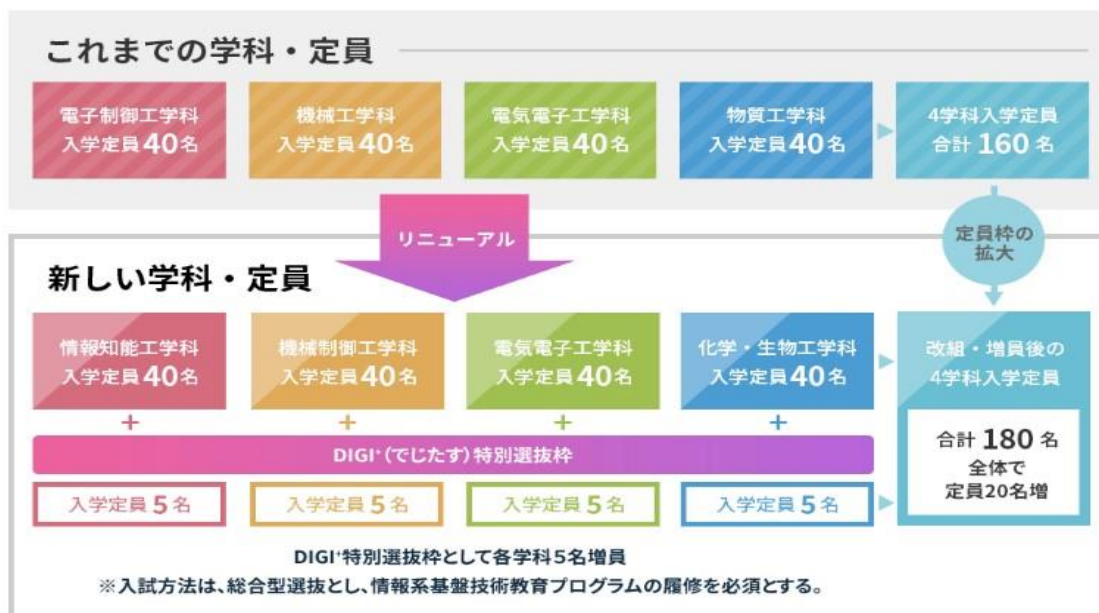 これまでの学科・定員
電子制御工学科
入学定員40名
機械工学科
入学定員40名
電気電子工学科
入学定員40名
物質工学科
入学定員40名
4学科入学定員
合計 160 名
リニューアル
定員枠の
拡大
新しい学科・定員
情報知能工学科
入学定員40名
機械制御工学科
入学定員40名
電気電子工学科
入学定員40名
化学・生物工学科
入学定員40名
改組・増員後の
4学科入学定員
+
+
+
+
合計 180 名
全体で
定員20名増
DIGI⁺(でじたす)特別選抜枠
入学定員 5 名
入学定員 5 名
入学定員 5 名
入学定員 5 名
DIGI⁺特別選抜枠として各学科5名増員
※入試方法は、総合型選抜とし、情報系基盤技術教育プログラムの履修を必須とする。